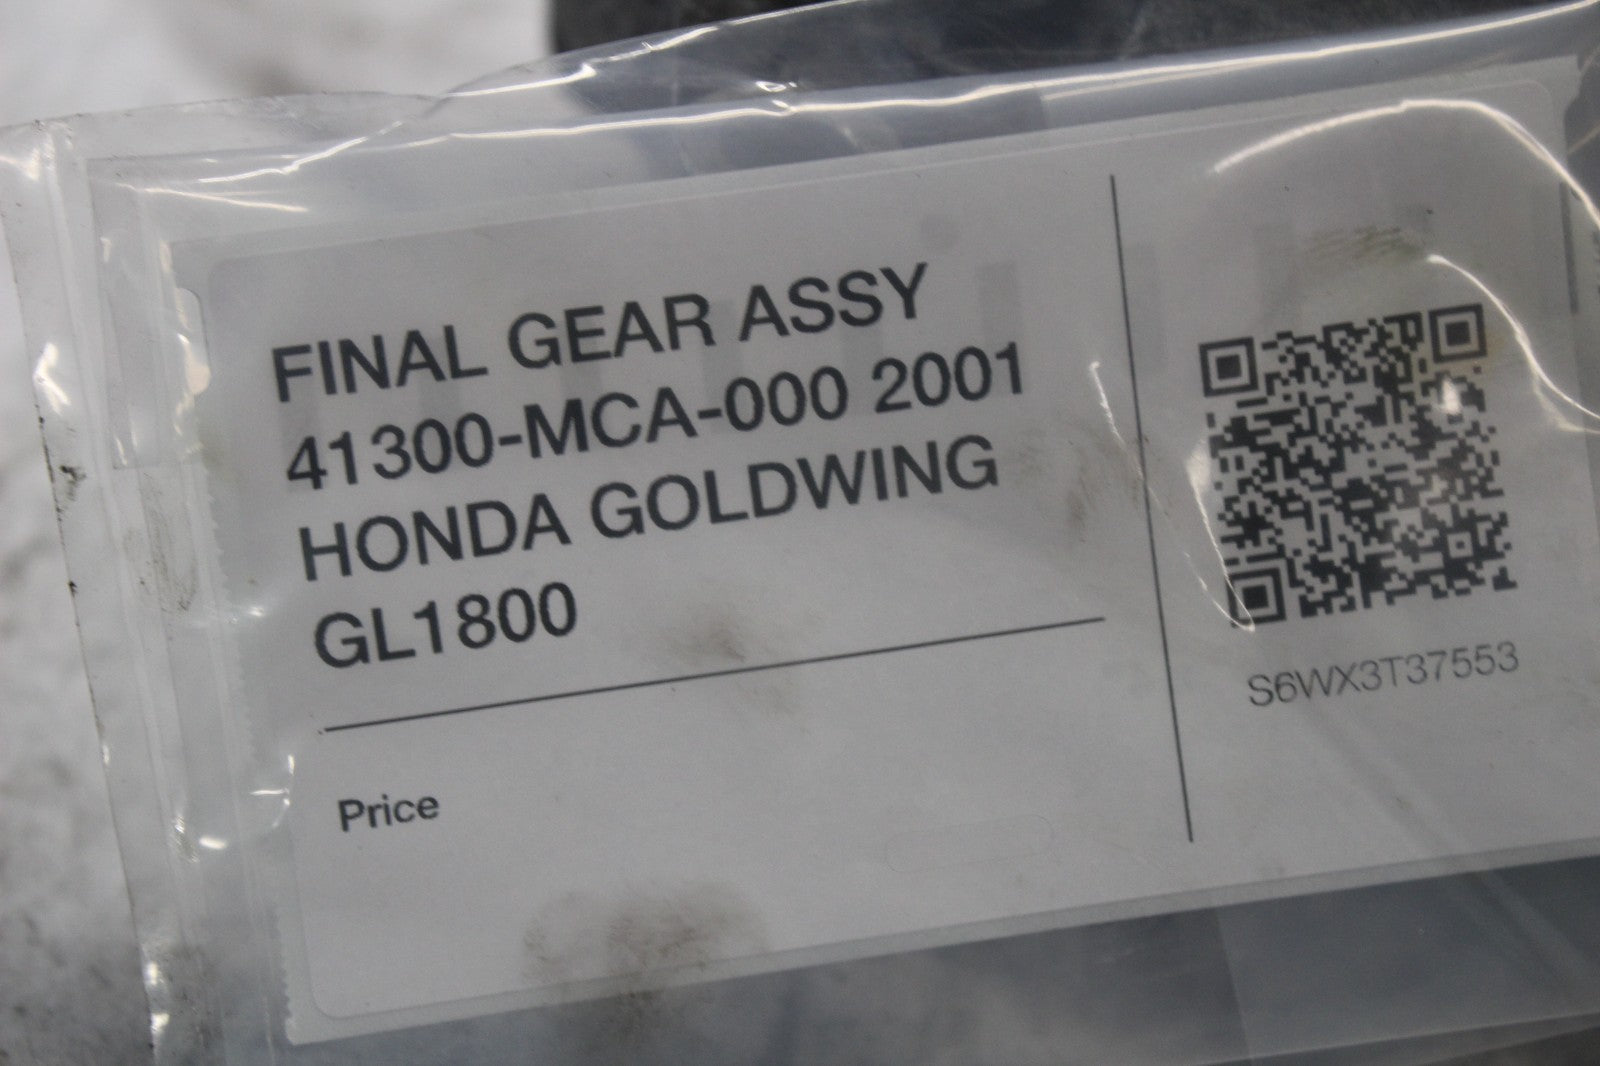 FINAL GEAR ASSY
41300-MCA-000 2001
HONDA GOLDWING
GL1800
Price
S6WX3T37553